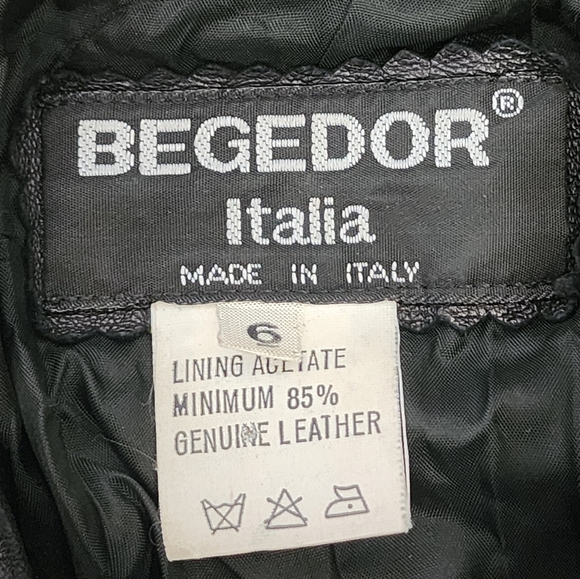 BEGEDOR®
Italia
MADE IN ITALY
6
LINING ACETATE
MINIMUM 85%
GENUINE LEATHER